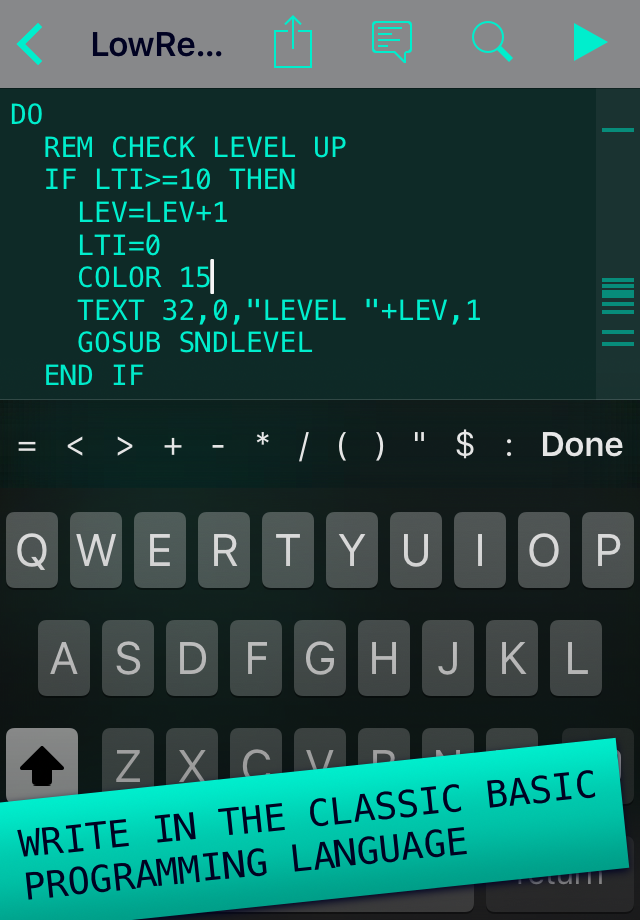 LowRe...
DO
REM CHECK LEVEL UP
IF LTI>=10 THEN
LEV=LEV+1
LTI=0
COLOR 15
TEXT 32,0,"LEVEL "+LEV,1
GOSUB SNDLEVEL
END IF
= < > + - * / ( ) " $ : Done
Q W E R T Y U I O P
A S D F G H J K L
Z X C V B N
WRITE IN THE CLASSIC BASIC
PROGRAMMING LANGUAGE
return